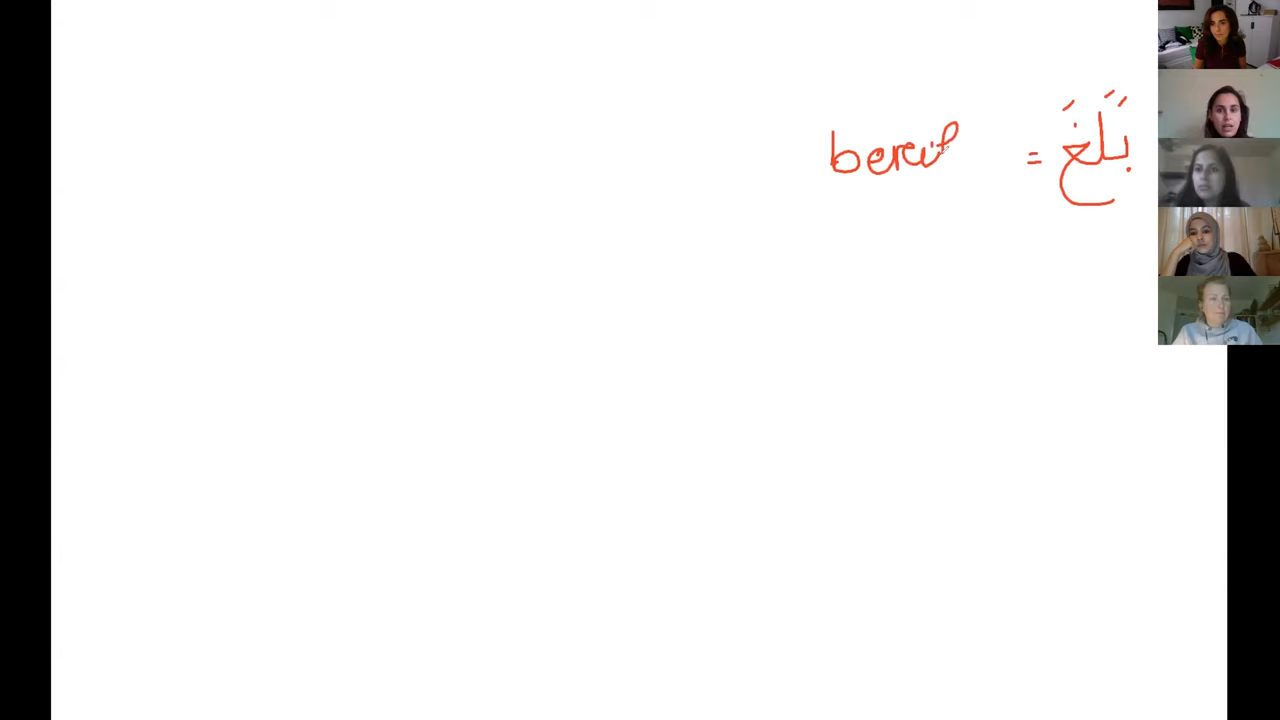 بَلَغَ = bereik